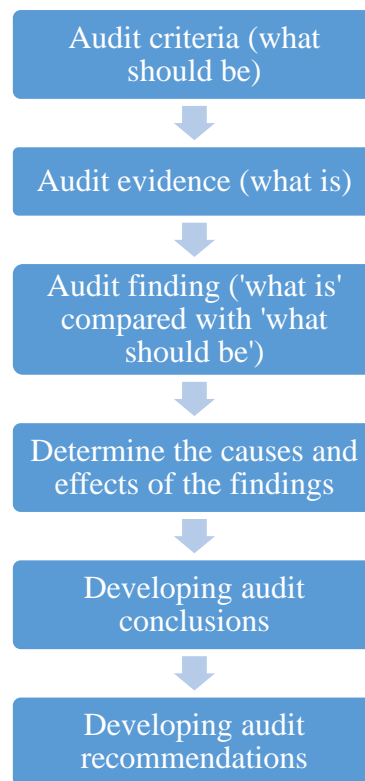 Audit criteria (what
should be)
Audit evidence (what is)
Audit finding ('what is'
compared with 'what
should be')
Determine the causes and
effects of the findings
Developing audit
conclusions
Developing audit
recommendations